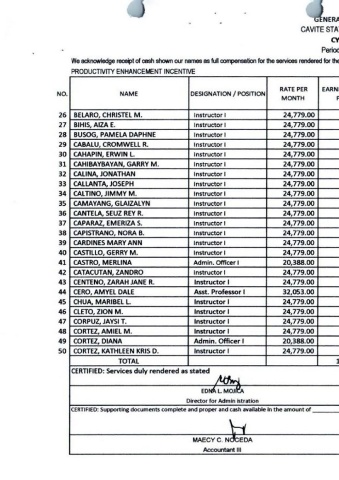 GENERA
CAVITE STA
CY
Period
We acknowledge receipt of cash shown our names as full compensation for the services rendered for the
PRODUCTIVITY ENHANCEMENT INCENTIVE
NO. NAME DESIGNATION / POSITION RATE PER MONTH EARN
26 BELARO, CHRISTEL M. Instructor I 24,779.00
27 BIHIS, AIZA E. Instructor I 24,779.00
28 BUSOG, PAMELA DAPHNE Instructor I 24,779.00
29 CABALU, CROMWELL R. Instructor I 24,779.00
30 CAHAPIN, ERWIN L. Instructor I 24,779.00
31 CAHIBAYBAYAN, GARRY M. Instructor I 24,779.00
32 CALINA, JONATHAN Instructor I 24,779.00
33 CALLANTA, JOSEPH Instructor I 24,779.00
34 CALTINO, JIMMY M. Instructor I 24,779.00
35 CAMAYANG, GLAIZALYN Instructor I 24,779.00
36 CANTELA, SEUZ REY R. Instructor I 24,779.00
37 CAPARAZ, EMERIZA S. Instructor I 24,779.00
38 CAPISTRANO, NORA B. Instructor I 24,779.00
39 CARDINES MARY ANN Instructor I 24,779.00
40 CASTILLO, GERRY M. Instructor I 24,779.00
41 CASTRO, MERLINA Admin. Officer I 20,388.00
42 CATACUTAN, ZANDRO Instructor I 24,779.00
43 CENTENO, ZARAH JANE R. Instructor I 24,779.00
44 CERO, AMYEL DALE Asst. Professor I 32,053.00
45 CHUA, MARIBEL L. Instructor I 24,779.00
46 CLETO, ZION M. Instructor I 24,779.00
47 CORPUZ, JAYSI T. Instructor I 24,779.00
48 CORTEZ, AMIEL M. Instructor I 24,779.00
49 CORTEZ, DIANA Admin. Officer I 20,388.00
50 CORTEZ, KATHLEEN KRIS D. Instructor I 24,779.00
TOTAL
CERTIFIED: Services duly rendered as stated
EDNA L. MOJICA
Director for Admin istration
CERTIFIED: Supporting documents complete and proper and cash available in the amount of
MAECY C. NOCEDA
Accountant III